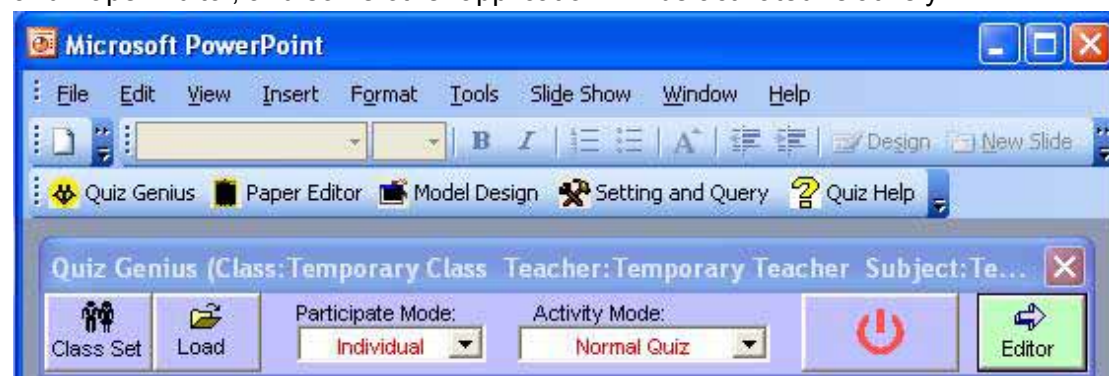 Microsoft PowerPoint
File Edit View Insert Format Tools Slide Show Window Help
B I A Design New Slide
Quiz Genius Paper Editor Model Design Setting and Query Quiz Help
Quiz Genius (Class:Temporary Class Teacher:Temporary Teacher Subject:Te...
Participate Mode: Activity Mode:
Class Set Load Individual Normal Quiz Editor